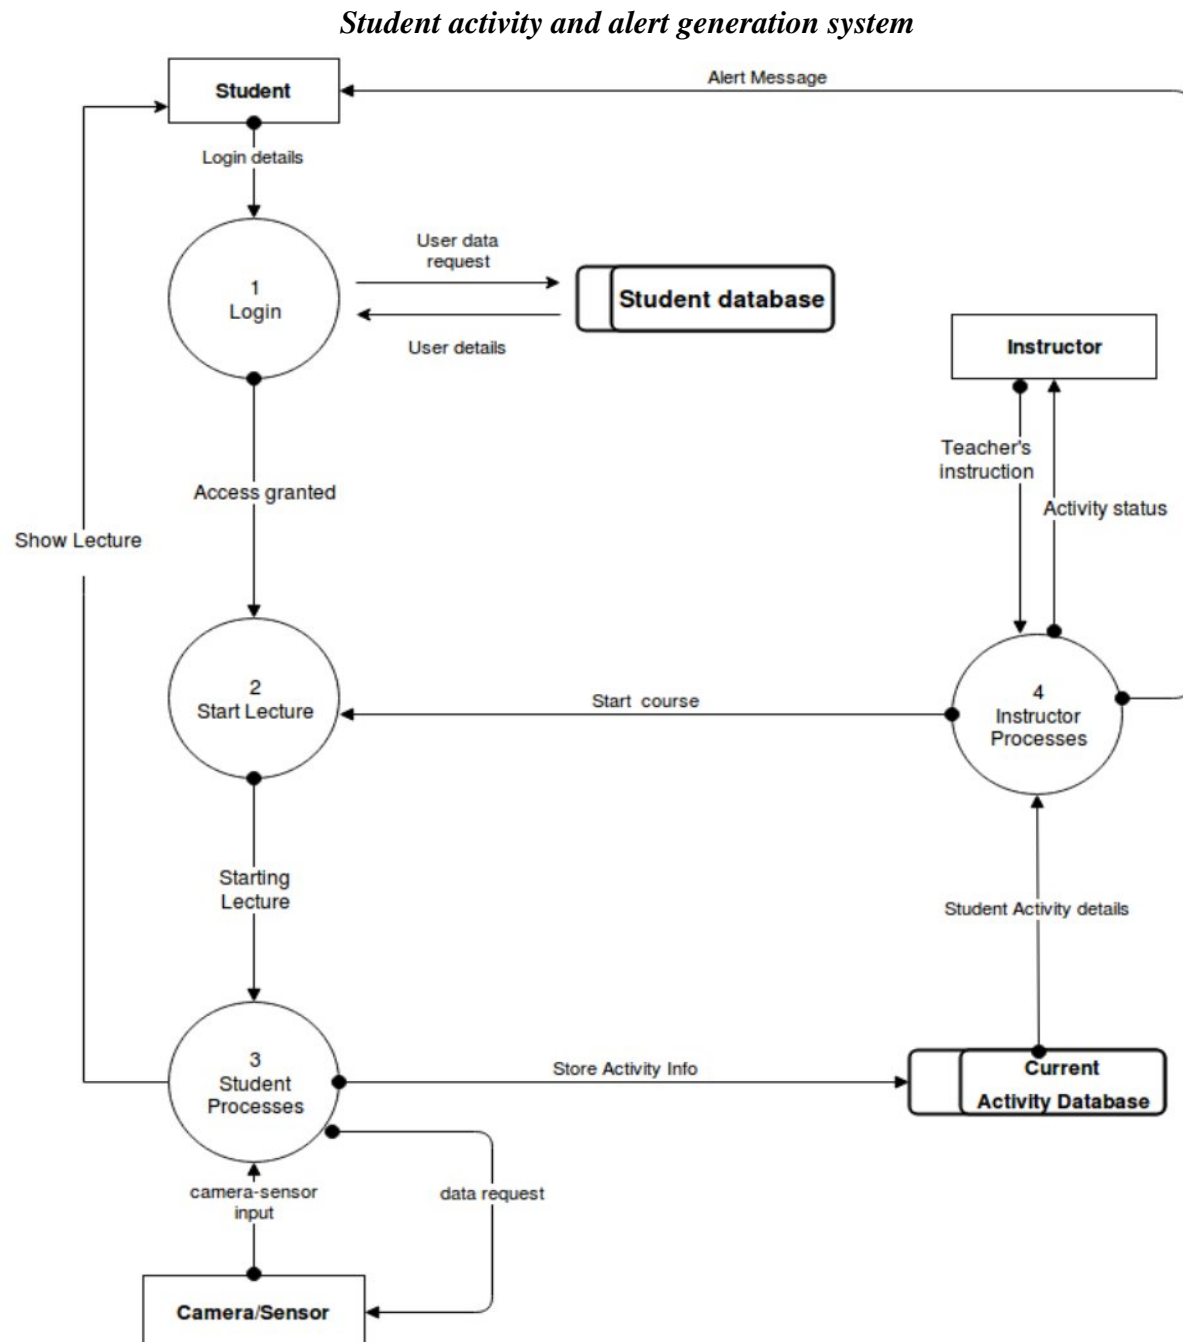 Student activity and alert generation system
Alert Message
Student
Login details
User data
request
1
Login
Student database
User details
Instructor
Teacher's
instruction
Access granted
Activity status
Show Lecture
2
Start Lecture
Start course
4
Instructor
Processes
Starting
Lecture
Student Activity details
3
Student
Processes
Store Activity Info
Current
Activity Database
camera-sensor
input
data request
Camera/Sensor